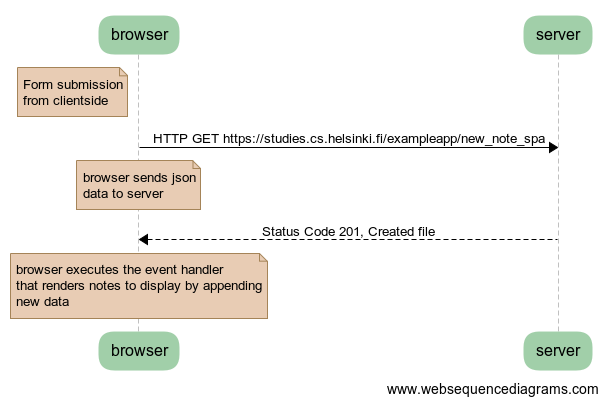 browser
server
Form submission
from clientside
HTTP GET https://studies.cs.helsinki.fi/exampleapp/new_note_spa
browser sends json
data to server
Status Code 201, Created file
browser executes the event handler
that renders notes to display by appending
new data
browser
server
www.websequencediagrams.com